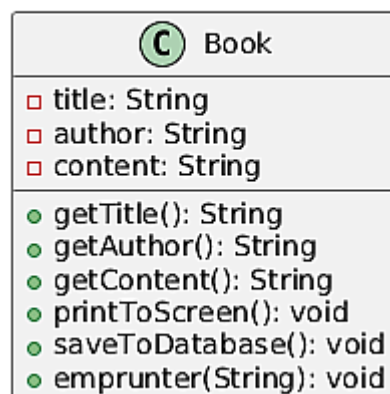 C Book
title: String
author: String
content: String
getTitle(): String
getAuthor(): String
getContent(): String
printToScreen(): void
saveToDatabase(): void
emprunter(String): void